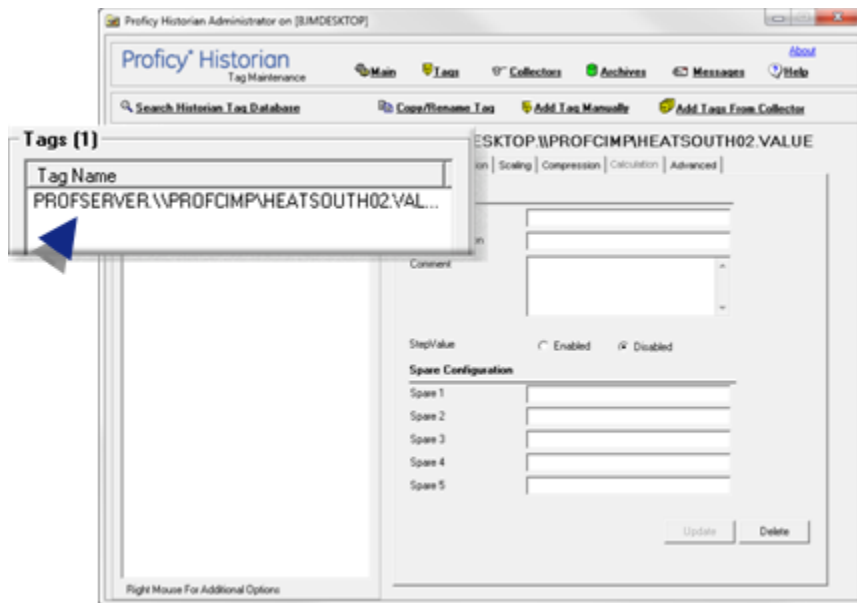 Proficy Historian Administrator on [BJMDESKTOP]
Proficy* Historian
Tag Maintenance
About
Main Tags Collectors Archives Messages Help
Search Historian Tag Database Copy/Rename Tag Add Tag Manually Add Tags From Collector
Tags (1)
Tag Name
PROFSERVER.\\PROFCIMP\HEATSOUTH02.VAL...
SKTOP.\\PROFCIMP\HEATSOUTH02.VALUE
Scaling Compression Calculation Advanced
Comment
StepValue Enabled Disabled
Spare Configuration
Spare 1
Spare 2
Spare 3
Spare 4
Spare 5
Update Delete
Right Mouse For Additional Options